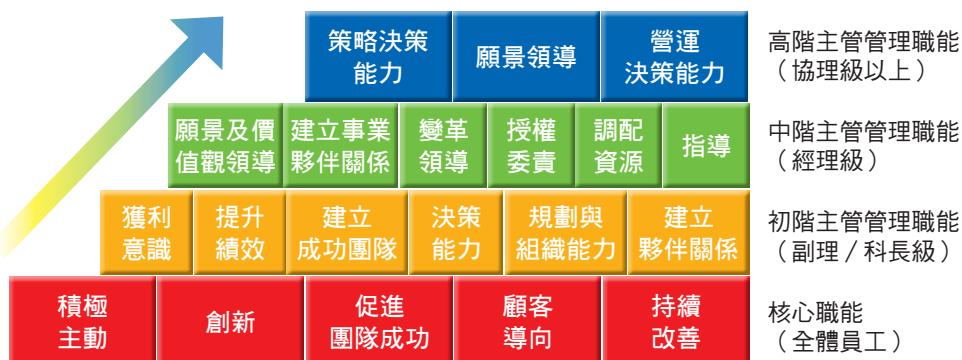 策略決策
能力
願景領導
營運
決策能力
高階主管管理職能
（協理級以上）
願景及價
值觀領導
建立事業
夥伴關係
變革
領導
授權
委責
調配
資源
指導
中階主管管理職能
（經理級）
獲利
意識
提升
績效
建立
成功團隊
決策
能力
規劃與
組織能力
建立
夥伴關係
初階主管管理職能
（副理／科長級）
積極
主動
創新
促進
團隊成功
顧客
導向
持續
改善
核心職能
（全體員工）